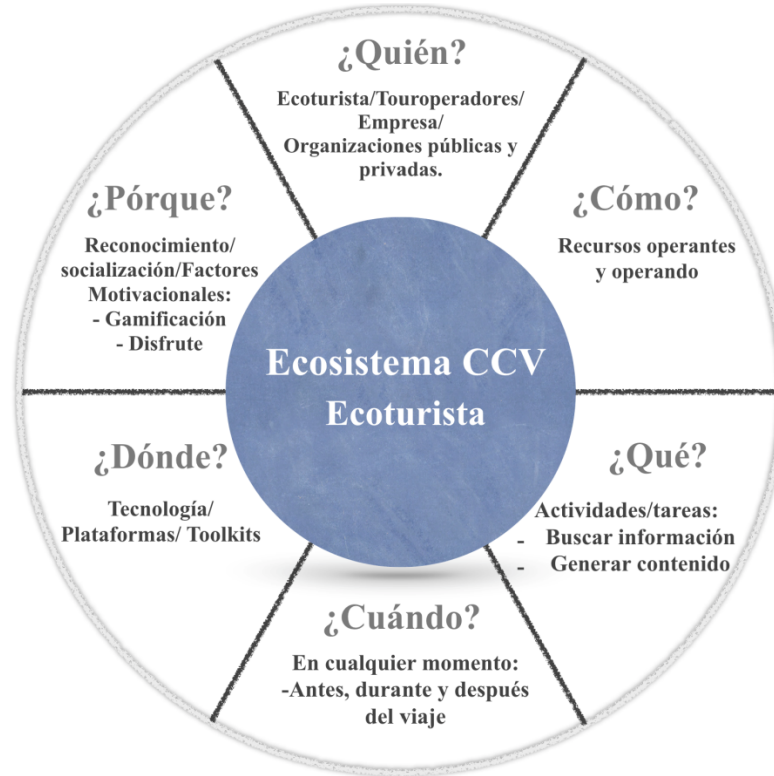 ¿Quién?
Ecoturista/Touroperadores/
Empresa/
Organizaciones públicas y
privadas.
¿Cómo?
Recursos operantes
y operando
¿Qué?
Actividades/tareas:
- Buscar información
- Generar contenido
¿Cuándo?
En cualquier momento:
-Antes, durante y después
del viaje
¿Dónde?
Tecnología/
Plataformas/ Toolkits
¿Pórque?
Reconocimiento/
socialización/Factores
Motivacionales:
- Gamificación
- Disfrute
Ecosistema CCV
Ecoturista